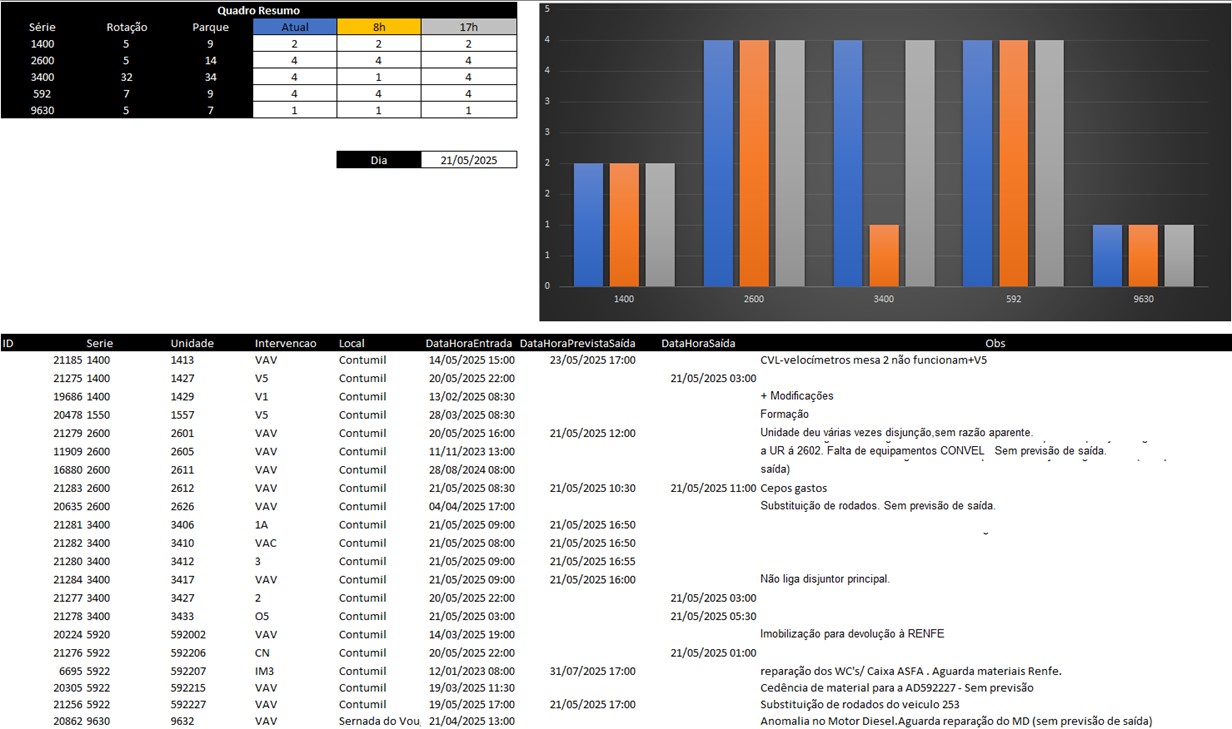 Quadro Resumo
Série Rotação Parque Atual 8h 17h
1400 5 9 2 2 2
2600 5 14 4 4 4
3400 32 34 4 1 4
592 7 9 4 4 4
9630 5 7 1 1 1
Dia 21/05/2025
5
4
4
3
3
2
2
1
1
0
1400 2600 3400 592 9630
ID Serie Unidade Intervencao Local DataHoraEntrada DataHoraPrevistaSaída DataHoraSaída Obs
21185 1400 1413 VAV Contumil 14/05/2025 15:00 23/05/2025 17:00 CVL-velocímetros mesa 2 não funcionam+V5
21275 1400 1427 V5 Contumil 20/05/2025 22:00 21/05/2025 03:00
19686 1400 1429 V1 Contumil 13/02/2025 08:30 + Modificações
20478 1550 1557 V5 Contumil 28/03/2025 08:30 Formação
21279 2600 2601 VAV Contumil 20/05/2025 16:00 21/05/2025 12:00 Unidade deu várias vezes disjunção,sem razão aparente.
11909 2600 2605 VAV Contumil 11/11/2023 13:00 a UR á 2602. Falta de equipamentos CONVEL Sem previsão de saída.
16880 2600 2611 VAV Contumil 28/08/2024 08:00 saída)
21283 2600 2612 VAV Contumil 21/05/2025 08:30 21/05/2025 10:30 21/05/2025 11:00 Cepos gastos
20635 2600 2626 VAV Contumil 04/04/2025 17:00 Substituição de rodados. Sem previsão de saída.
21281 3400 3406 1A Contumil 21/05/2025 09:00 21/05/2025 16:50
21282 3400 3410 VAC Contumil 21/05/2025 08:00 21/05/2025 16:50
21280 3400 3412 3 Contumil 21/05/2025 09:00 21/05/2025 16:55
21284 3400 3417 VAV Contumil 21/05/2025 09:00 21/05/2025 16:00 Não liga disjuntor principal.
21277 3400 3427 2 Contumil 20/05/2025 22:00 21/05/2025 03:00
21278 3400 3433 O5 Contumil 21/05/2025 03:00 21/05/2025 05:30
20224 5920 592002 VAV Contumil 14/03/2025 19:00 Imobilização para devolução à RENFE
21276 5922 592206 CN Contumil 20/05/2025 22:00 21/05/2025 01:00
6695 5922 592207 IM3 Contumil 12/01/2023 08:00 31/07/2025 17:00 reparação dos WC's/ Caixa ASFA . Aguarda materiais Renfe.
20305 5922 592215 VAV Contumil 19/03/2025 11:30 Cedência de material para a AD592227 - Sem previsão
21256 5922 592227 VAV Contumil 19/05/2025 17:00 21/05/2025 17:00 Substituição de rodados do veiculo 253
20862 9630 9632 VAV Sernada do Vou 21/04/2025 13:00 Anomalia no Motor Diesel.Aguarda reparação do MD (sem previsão de saída)